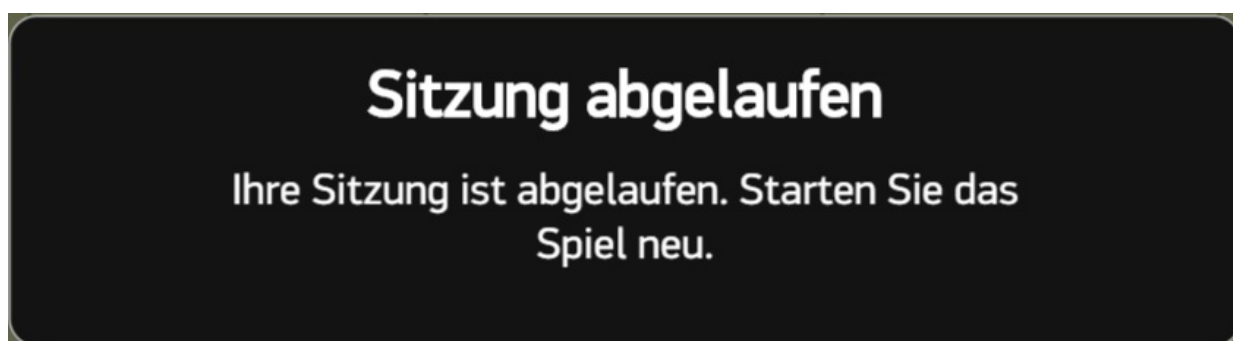 Sitzung abgelaufen
Ihre Sitzung ist abgelaufen. Starten Sie das
Spiel neu.